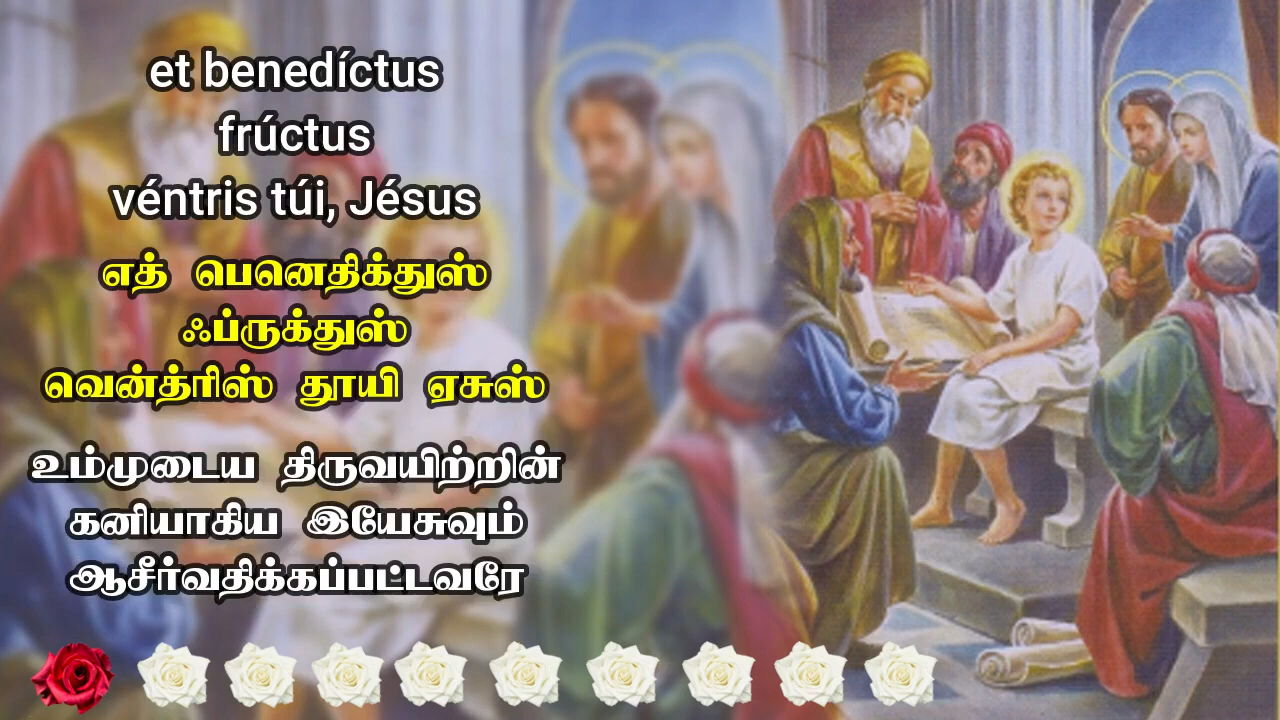 et benedíctus
frúctus
véntris túi, Jésus
எத் பெனெதிக்துஸ்
ஃப்ருக்துஸ்
வென்த்ரிஸ் தூயி ஏசுஸ்
உம்முடைய திருவயிற்றின்
கனியாகிய இயேசுவும்
ஆசீர்வதிக்கப்பட்டவரே